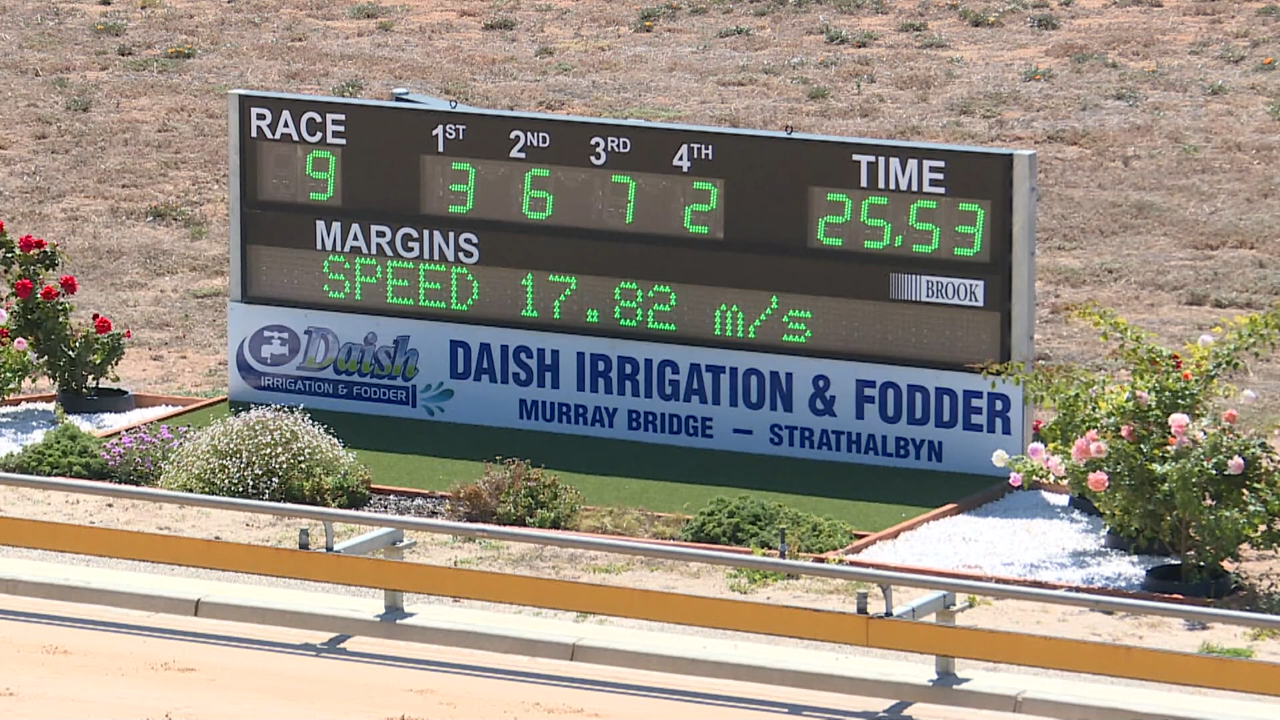 RACE 1ST 2ND 3RD 4TH TIME
9 3 6 7 2 25.53
MARGINS
SPEED 17.82 m/s
BROOK
Daish
IRRIGATION & FODDER
DAISH IRRIGATION & FODDER
MURRAY BRIDGE – STRATHALBYN